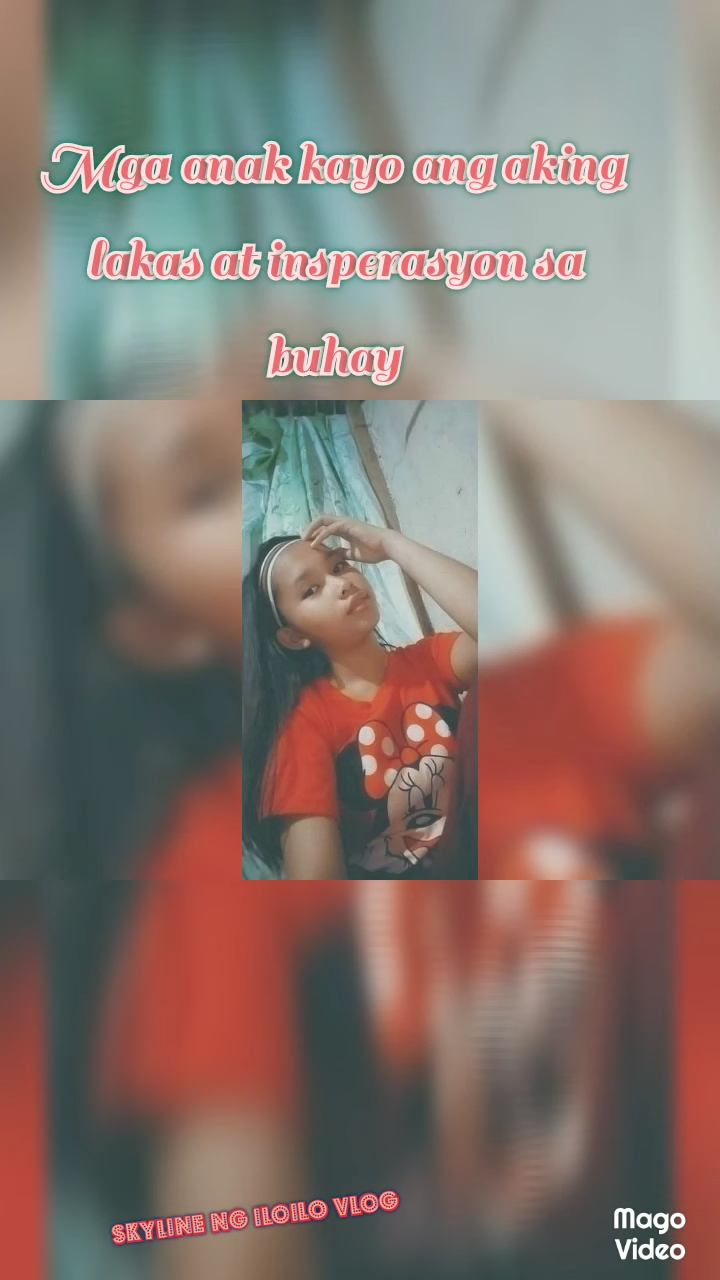 Mga anak kayo ang aking
lakas at insperasyon sa
buhay
SKYLINE NG ILOILO VLOG
Mago
Video